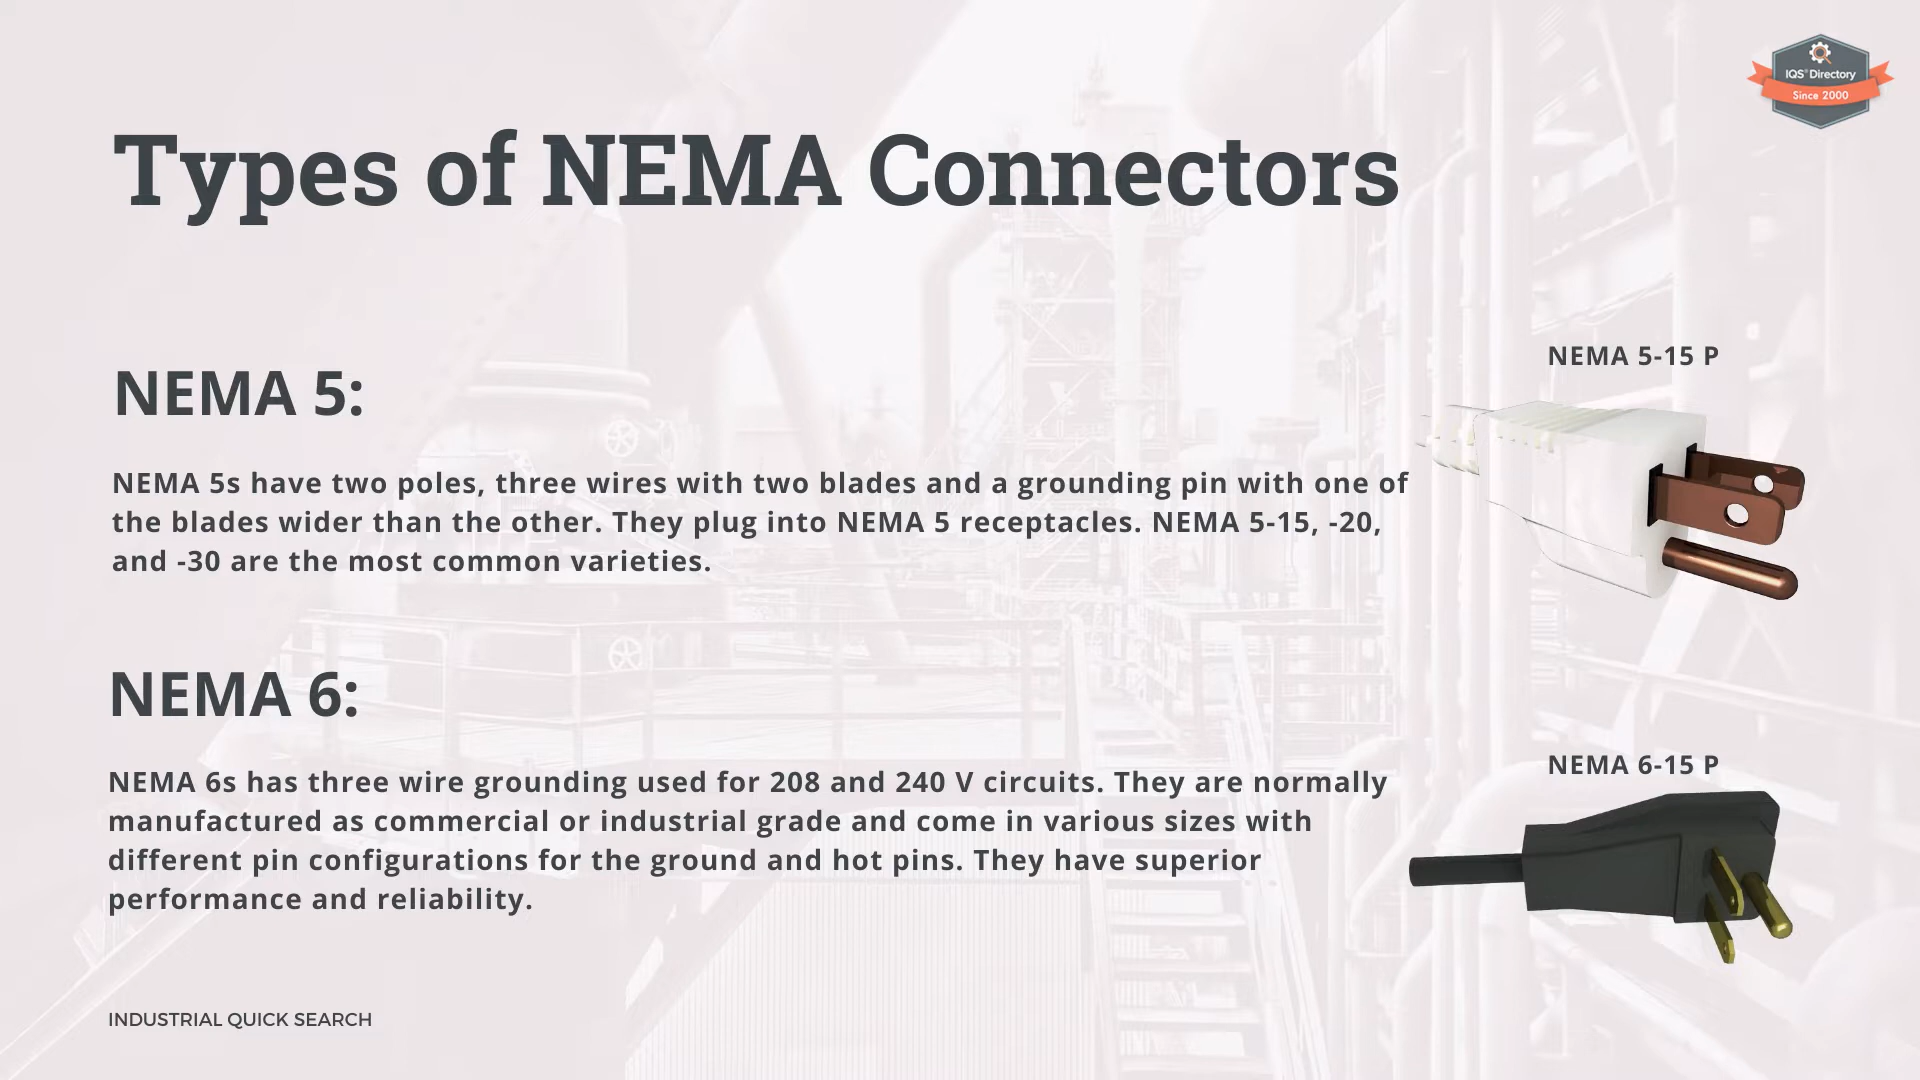 IQS® Directory
Since 2000
Types of NEMA Connectors
NEMA 5:
NEMA 5s have two poles, three wires with two blades and a grounding pin with one of
the blades wider than the other. They plug into NEMA 5 receptacles. NEMA 5-15, -20,
and -30 are the most common varieties.
NEMA 5-15 P
NEMA 6:
NEMA 6s has three wire grounding used for 208 and 240 V circuits. They are normally
manufactured as commercial or industrial grade and come in various sizes with
different pin configurations for the ground and hot pins. They have superior
performance and reliability.
NEMA 6-15 P
INDUSTRIAL QUICK SEARCH